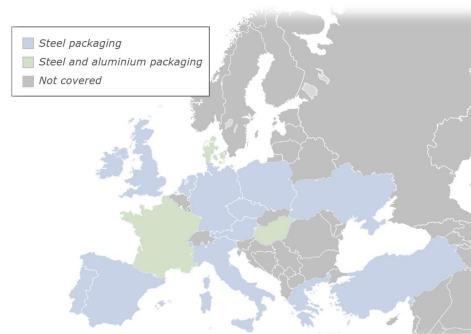 Steel packaging
Steel and aluminium packaging
Not covered